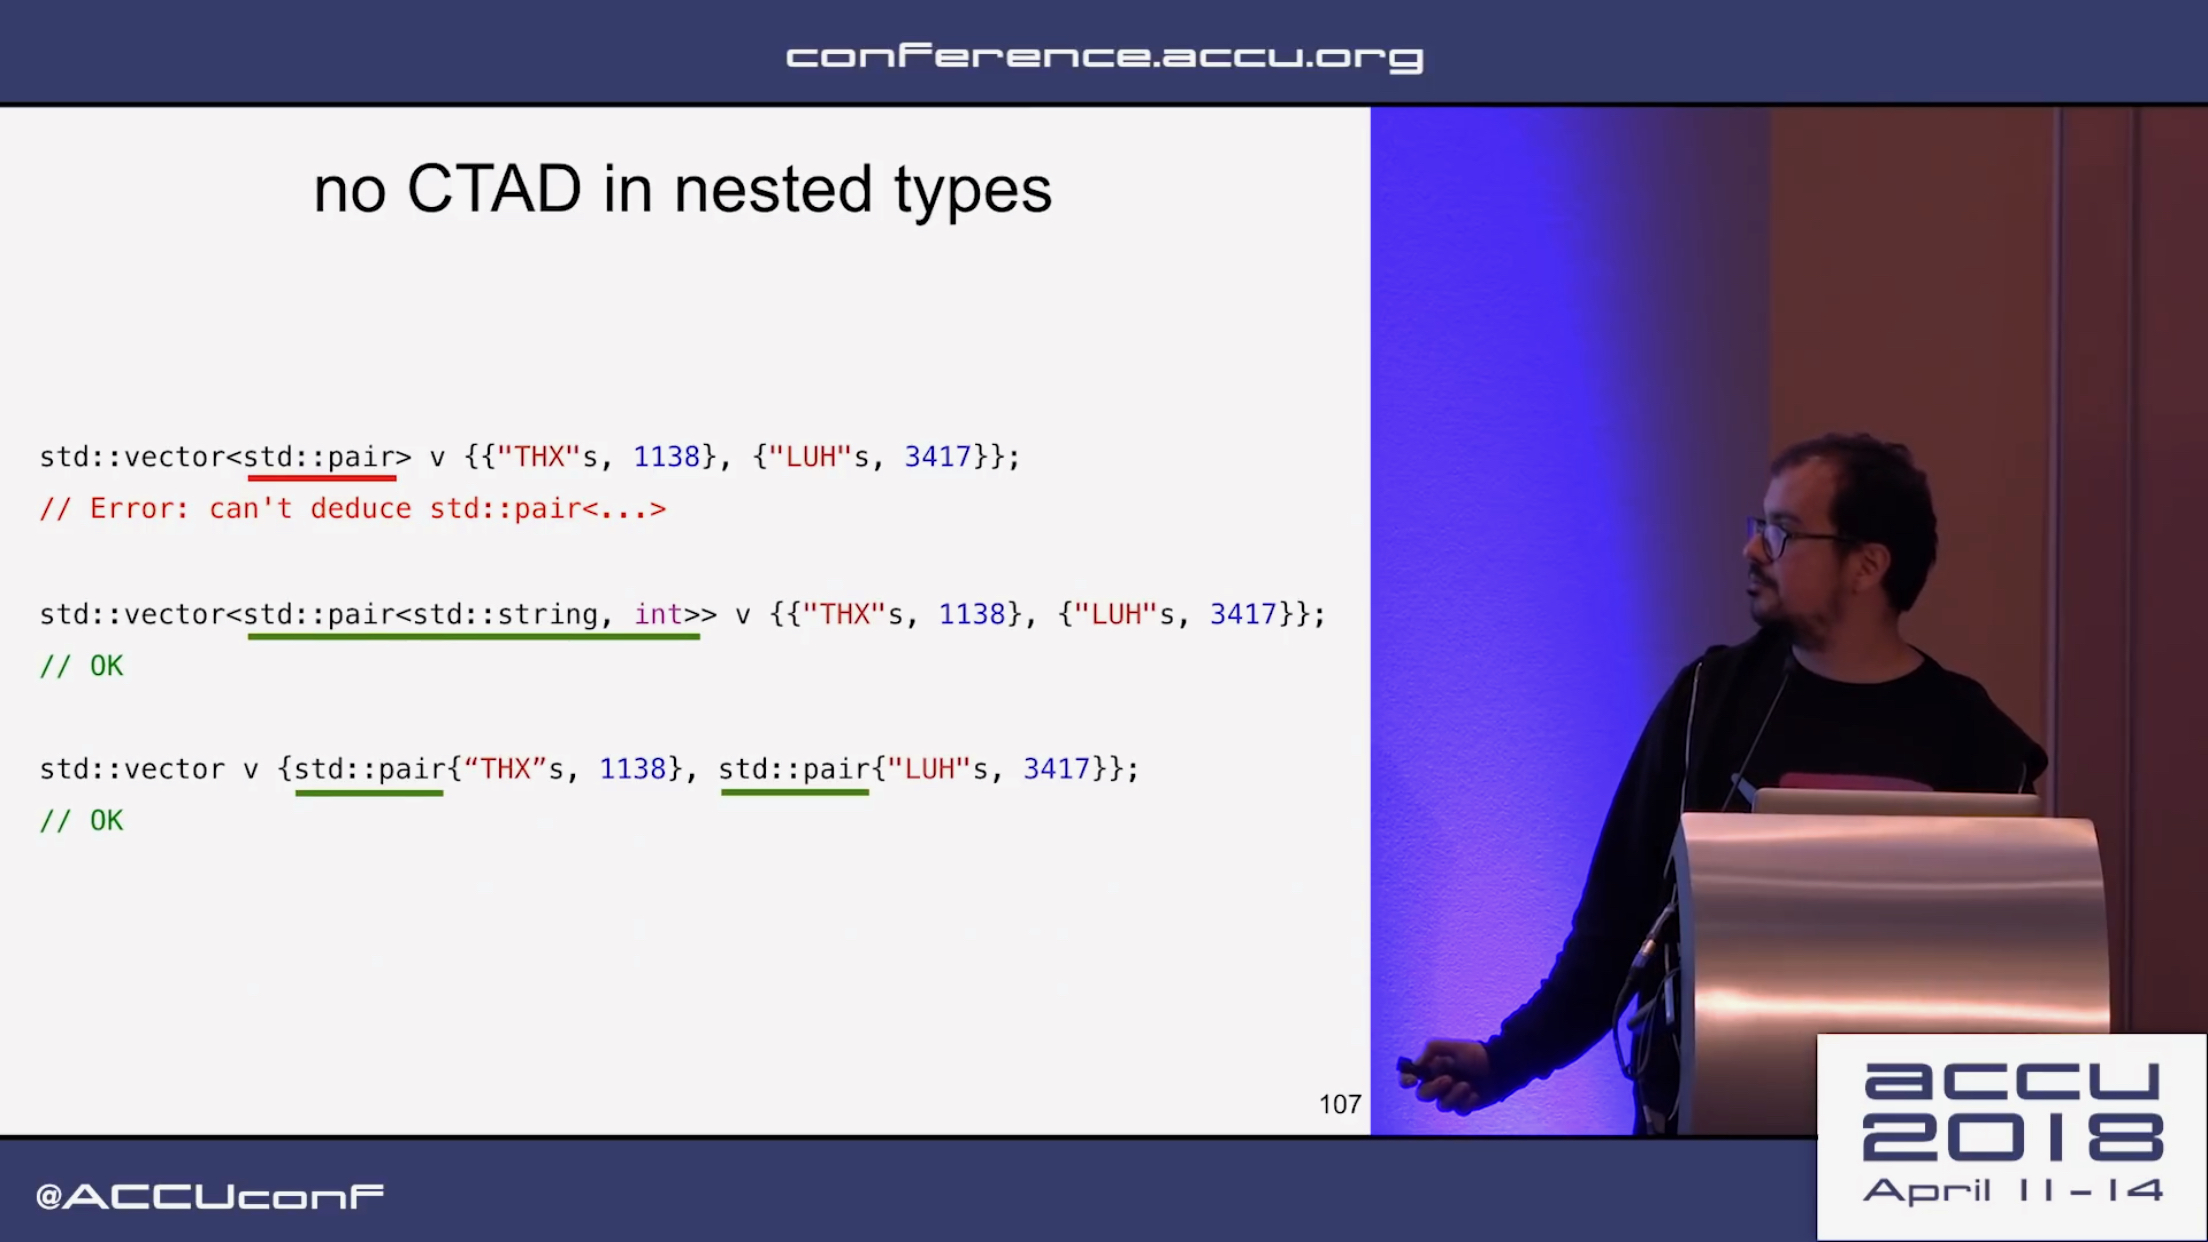 conference.accu.org
no CTAD in nested types
std::vector<std::pair> v {{"THX"s, 1138}, {"LUH"s, 3417}};
// Error: can't deduce std::pair<...>
std::vector<std::pair<std::string, int>> v {{"THX"s, 1138}, {"LUH"s, 3417}};
// OK
std::vector v {std::pair{“THX”s, 1138}, std::pair{"LUH"s, 3417}};
// OK
107
@ACCUconf
accu
2018
April 11-14